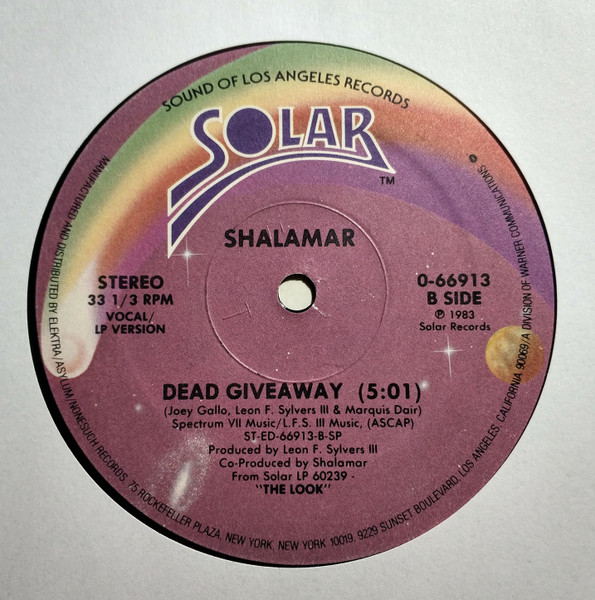 SOUND OF LOS ANGELES RECORDS
SOLAR
TM
SHALAMAR
STEREO
33 1/3 RPM
VOCAL/
LP VERSION
0-66913
B SIDE
℗ 1983
Solar Records
DEAD GIVEAWAY (5:01)
(Joey Gallo, Leon F. Sylvers III & Marquis Dair)
Spectrum VII Music/L.F.S. III Music, (ASCAP)
ST-ED-66913-B-SP
Produced by Leon F. Sylvers III
Co-Produced by Shalamar
From Solar LP 60239 -
"THE LOOK"
MANUFACTURED AND DISTRIBUTED BY ELEKTRA/ASYLUM/NONESUCH RECORDS, 75 ROCKEFELLER PLAZA, NEW YORK, NEW YORK 10019. 9229 SUNSET BOULEVARD, LOS ANGELES, CALIFORNIA 90069/A DIVISION OF WARNER COMMUNICATIONS